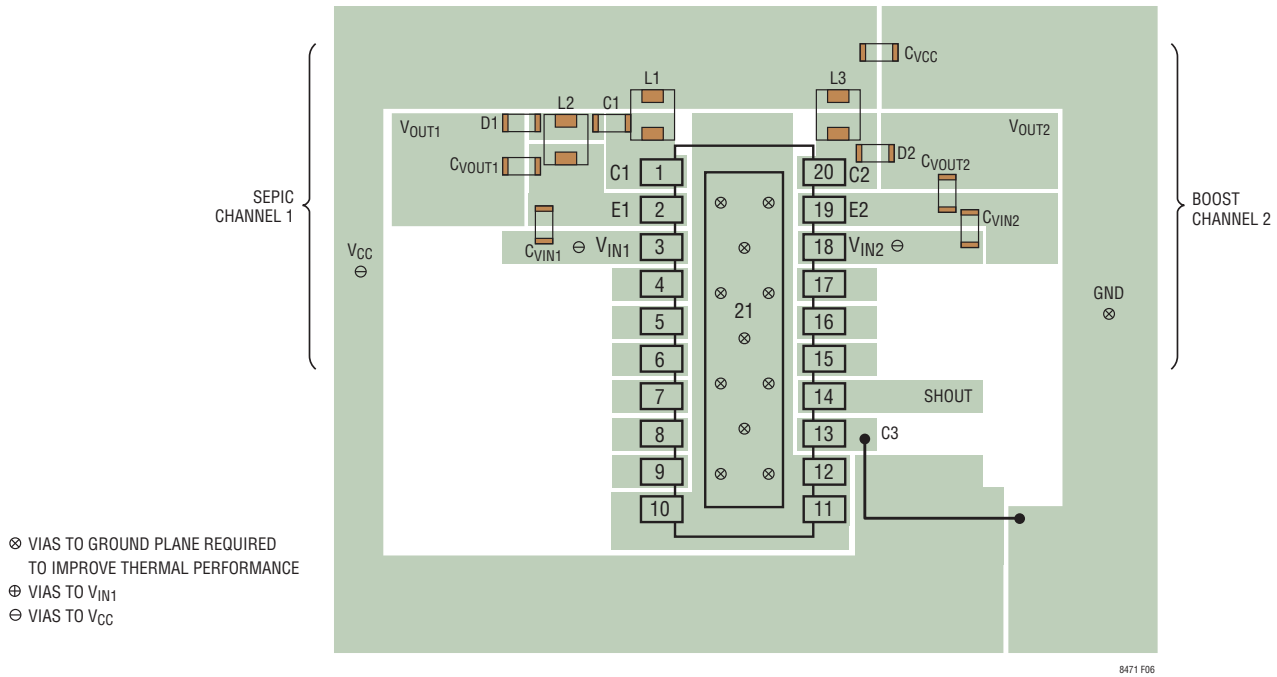 CVCC
L1
L3
L2
C1
D1
VOUT1
VOUT2
D2
CVOUT1
CVOUT2
C1
1
20
C2
SEPIC
CHANNEL 1
BOOST
CHANNEL 2
E1
2
19
E2
CVIN1
CVIN2
VIN1
3
18
VIN2
VCC
4
17
GND
5
21
16
6
15
7
14
SHOUT
8
13
C3
9
12
10
11
⊗ VIAS TO GROUND PLANE REQUIRED
TO IMPROVE THERMAL PERFORMANCE
⊕ VIAS TO VIN1
⊖ VIAS TO VCC
8471 F06